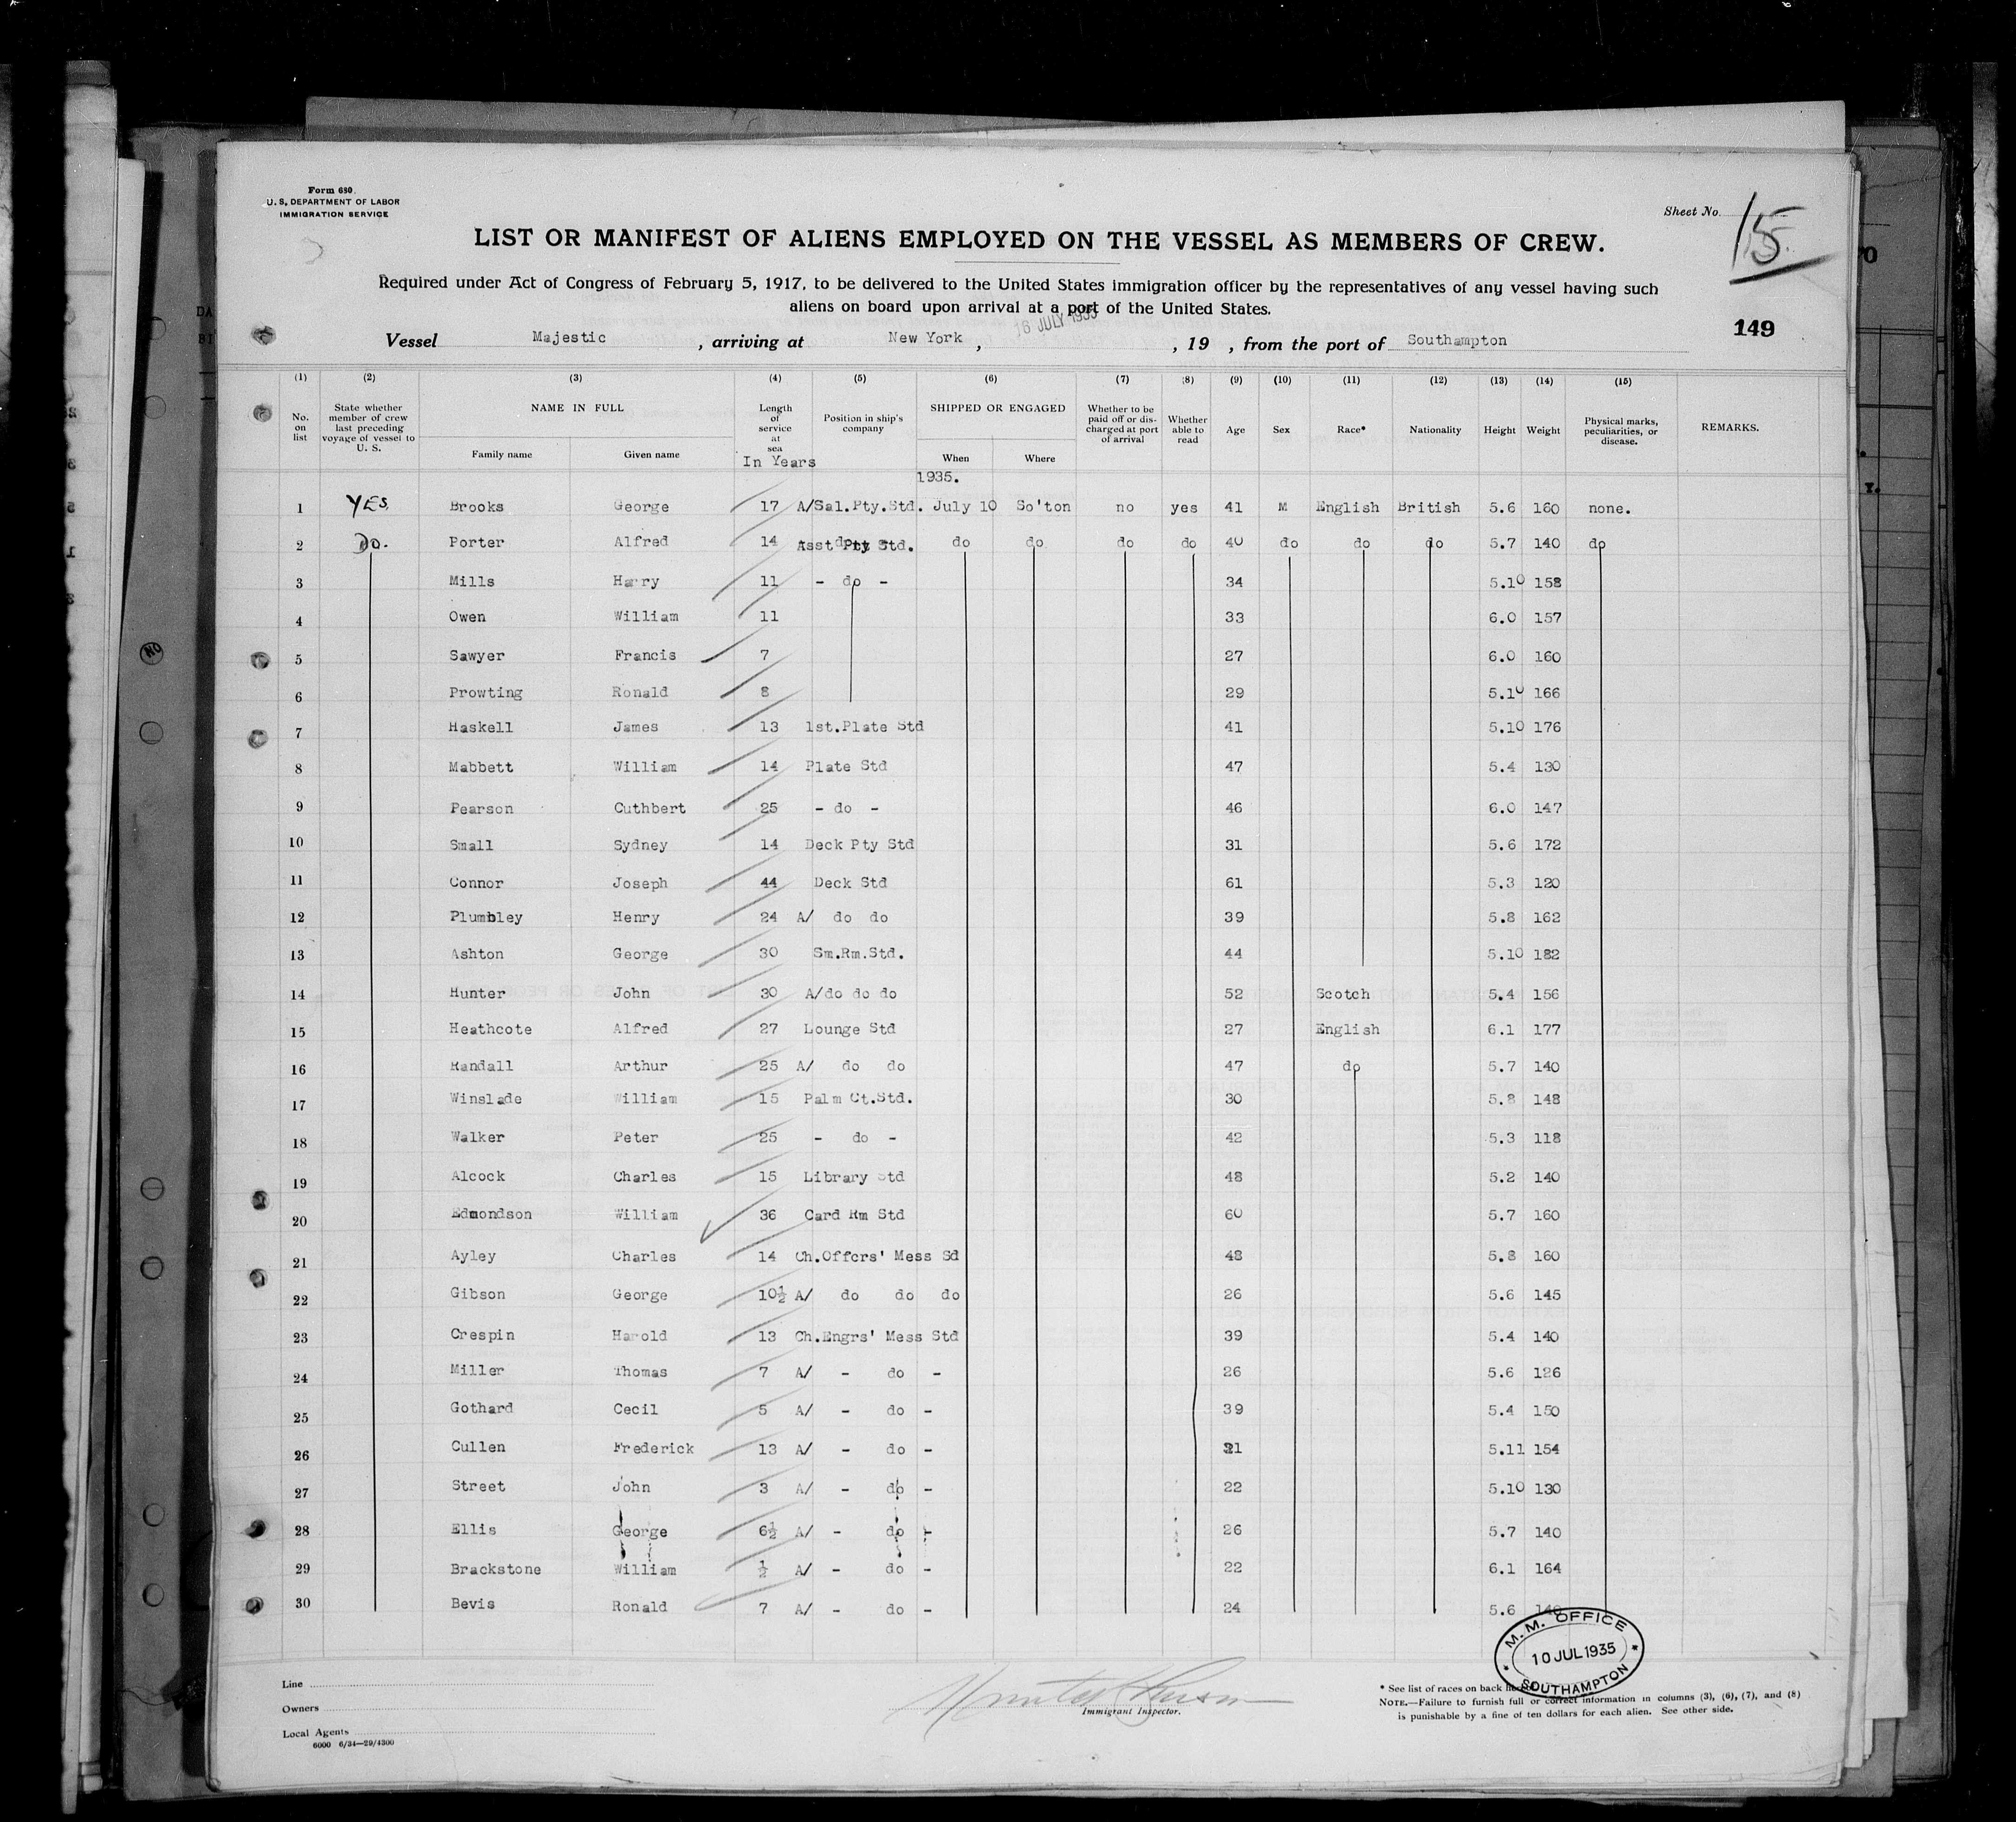 Form 680
U. S. DEPARTMENT OF LABOR
IMMIGRATION SERVICE
Sheet No. 15
LIST OR MANIFEST OF ALIENS EMPLOYED ON THE VESSEL AS MEMBERS OF CREW.
Required under Act of Congress of February 5, 1917, to be delivered to the United States immigration officer by the representatives of any vessel having such
aliens on board upon arrival at a port of the United States.
16 JULY 1935
149
Vessel Majestic , arriving at New York , , 19 , from the port of Southampton
(1) (2) (3) (4) (5) (6) (7) (8) (9) (10) (11) (12) (13) (14) (15)
No. on list State whether member of crew last preceding voyage of vessel to U. S. NAME IN FULL Family name Given name Length of service at sea In Years Position in ship's company SHIPPED OR ENGAGED When Where Whether to be paid off or discharged at port of arrival Whether able to read Age Sex Race* Nationality Height Weight Physical marks, peculiarities, or disease. REMARKS.
1935.
1 YES. Brooks George 17 A/Sal.Pty.Std. July 10 So'ton no yes 41 M English British 5.6 160 none.
2 Do. Porter Alfred 14 Asst Pty Std. do do do do 40 do do do 5.7 140 do
3 Mills Harry 11 - do - 34 5.10 158
4 Owen William 11 33 6.0 157
5 Sawyer Francis 7 27 6.0 160
6 Prowting Ronald 8 29 5.10 166
7 Haskell James 13 1st.Plate Std 41 5.10 176
8 Mabbett William 14 Plate Std 47 5.4 130
9 Pearson Cuthbert 25 - do - 46 6.0 147
10 Small Sydney 14 Deck Pty Std 31 5.6 172
11 Connor Joseph 44 Deck Std 61 5.3 120
12 Plumbley Henry 24 A/ do do 39 5.8 162
13 Ashton George 30 Sm.Rm.Std. 44 5.10 182
14 Hunter John 30 A/do do do 52 Scotch 5.4 156
15 Heathcote Alfred 27 Lounge Std 27 English 6.1 177
16 Randall Arthur 25 A/ do do 47 do 5.7 140
17 Winslade William 15 Palm Ct.Std. 30 5.8 148
18 Walker Peter 25 - do - 42 5.3 118
19 Alcock Charles 15 Library Std 48 5.2 140
20 Edmondson William 36 Card Rm Std 60 5.7 160
21 Ayley Charles 14 Ch.Offcrs' Mess Sd 48 5.8 160
22 Gibson George 10½ A/ do do do 26 5.6 145
23 Crespin Harold 13 Ch.Engrs' Mess Std 39 5.4 140
24 Miller Thomas 7 A/ - do - 26 5.6 126
25 Gothard Cecil 5 A/ - do - 39 5.4 150
26 Cullen Frederick 13 A/ - do - 31 5.11 154
27 Street John 3 A/ - do - 22 5.10 130
28 Ellis George 6½ A/ - do - 26 5.7 140
29 Brackstone William ½ A/ - do - 22 6.1 164
30 Bevis Ronald 7 A/ - do - 24 5.6 140
M. M. OFFICE
10 JUL 1935
SOUTHAMPTON
Line
Owners
Local Agents
6000 6/34—29/4300
Immigrant Inspector.
* See list of races on back
NOTE.—Failure to furnish full or correct information in columns (3), (6), (7), and (8)
is punishable by a fine of ten dollars for each alien. See other side.